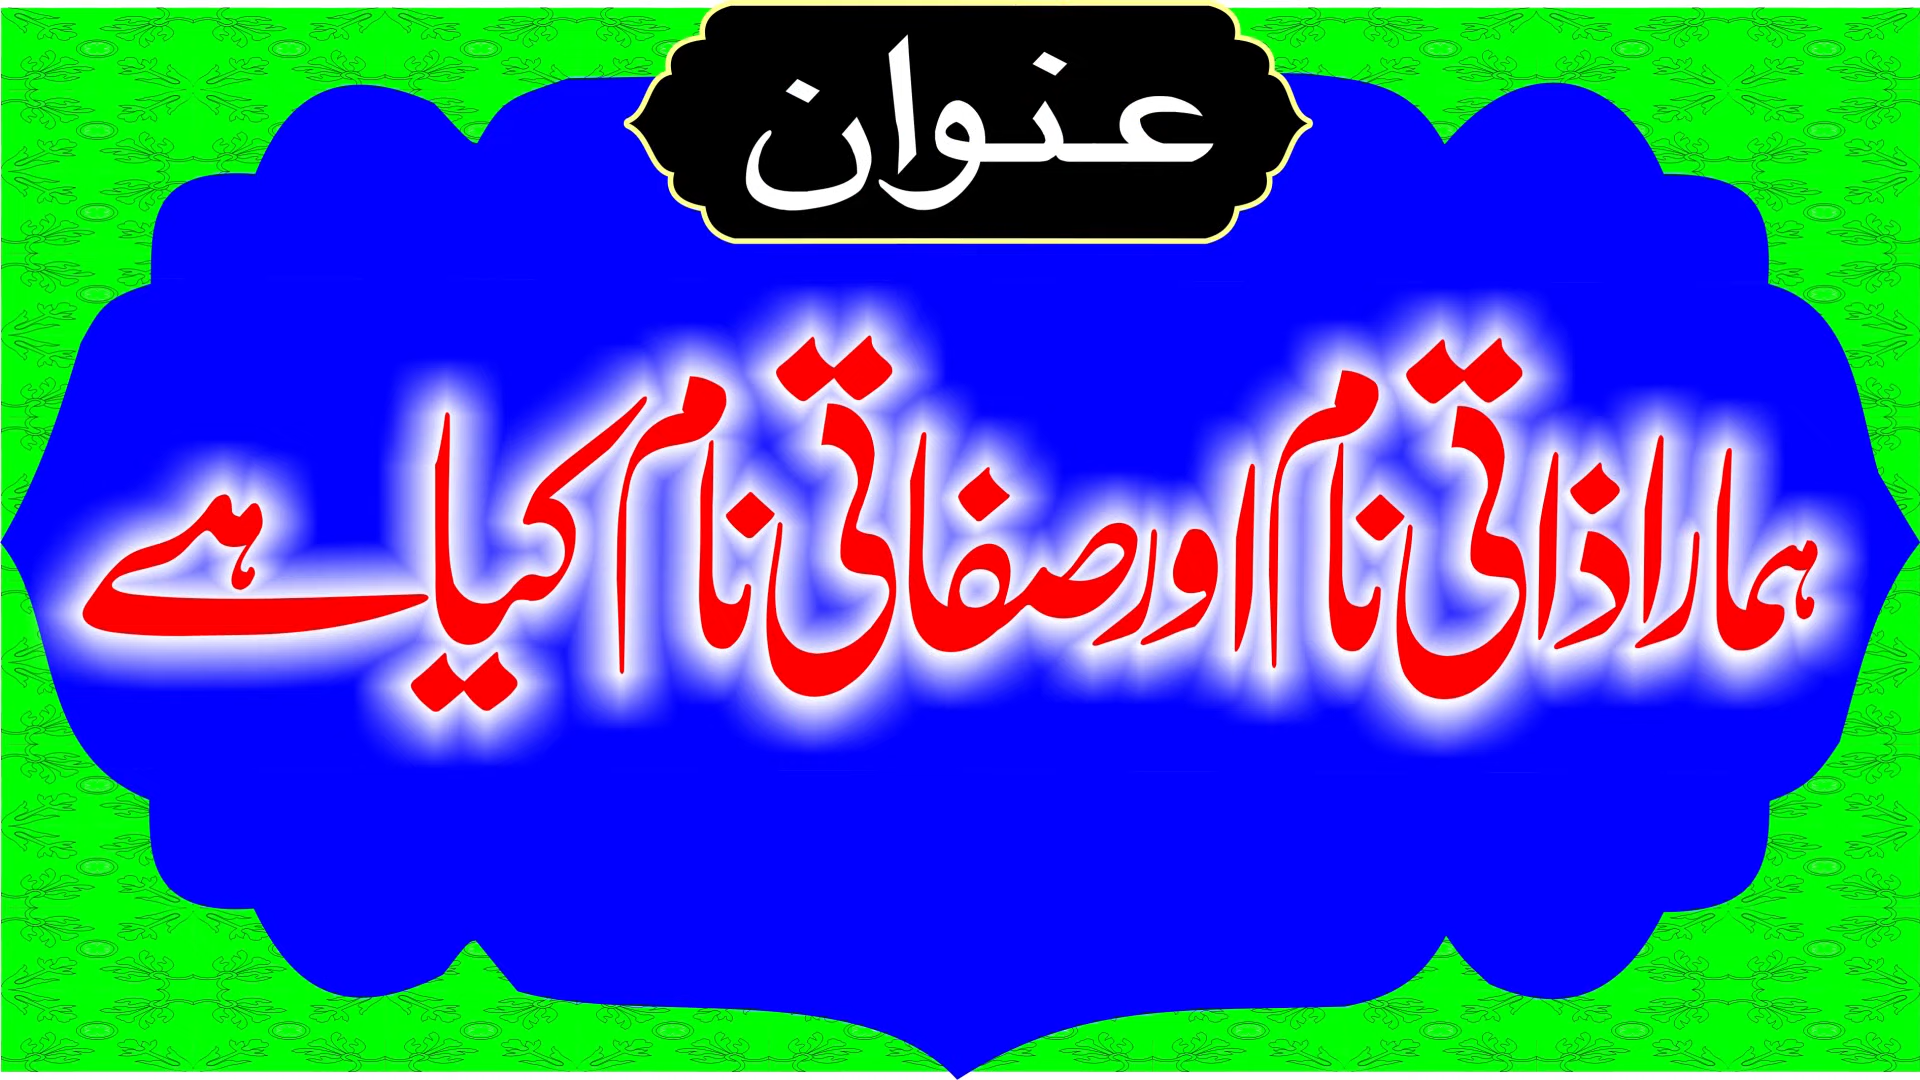 عنوان
ہمارا ذاتی نام اور صفاتی نام کیا ہے